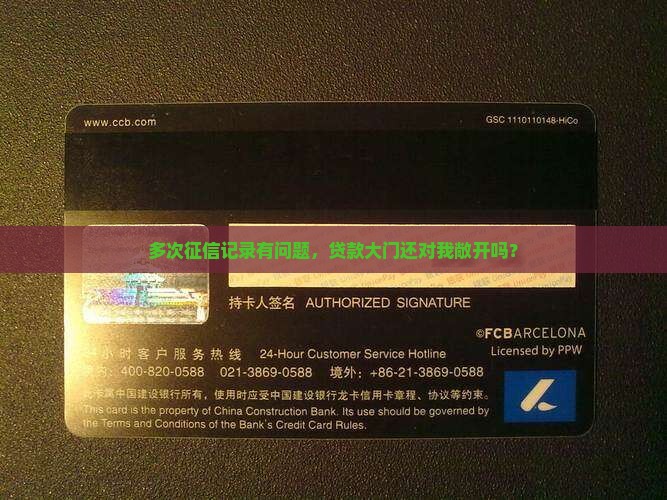 www.ccb.com
GSC 1110110148-HiCo
多次征信记录有问题，贷款大门还对我敞开吗？
持卡人签名 AUTHORIZED SIGNATURE
©FCBARCELONA
Licensed by PPW
小时客户服务热线 24-Hour Customer Service Hotline
内：400-820-0588 021-3869-0588 境外：+86-21-3869-0588
龙卡属中国建设银行所有，使用时应受中国建设银行龙卡信用卡章程、协议等约束。
This card is the property of China Construction Bank. Its use should be governed by
the Terms and Conditions of the Bank's Credit Card Rules.